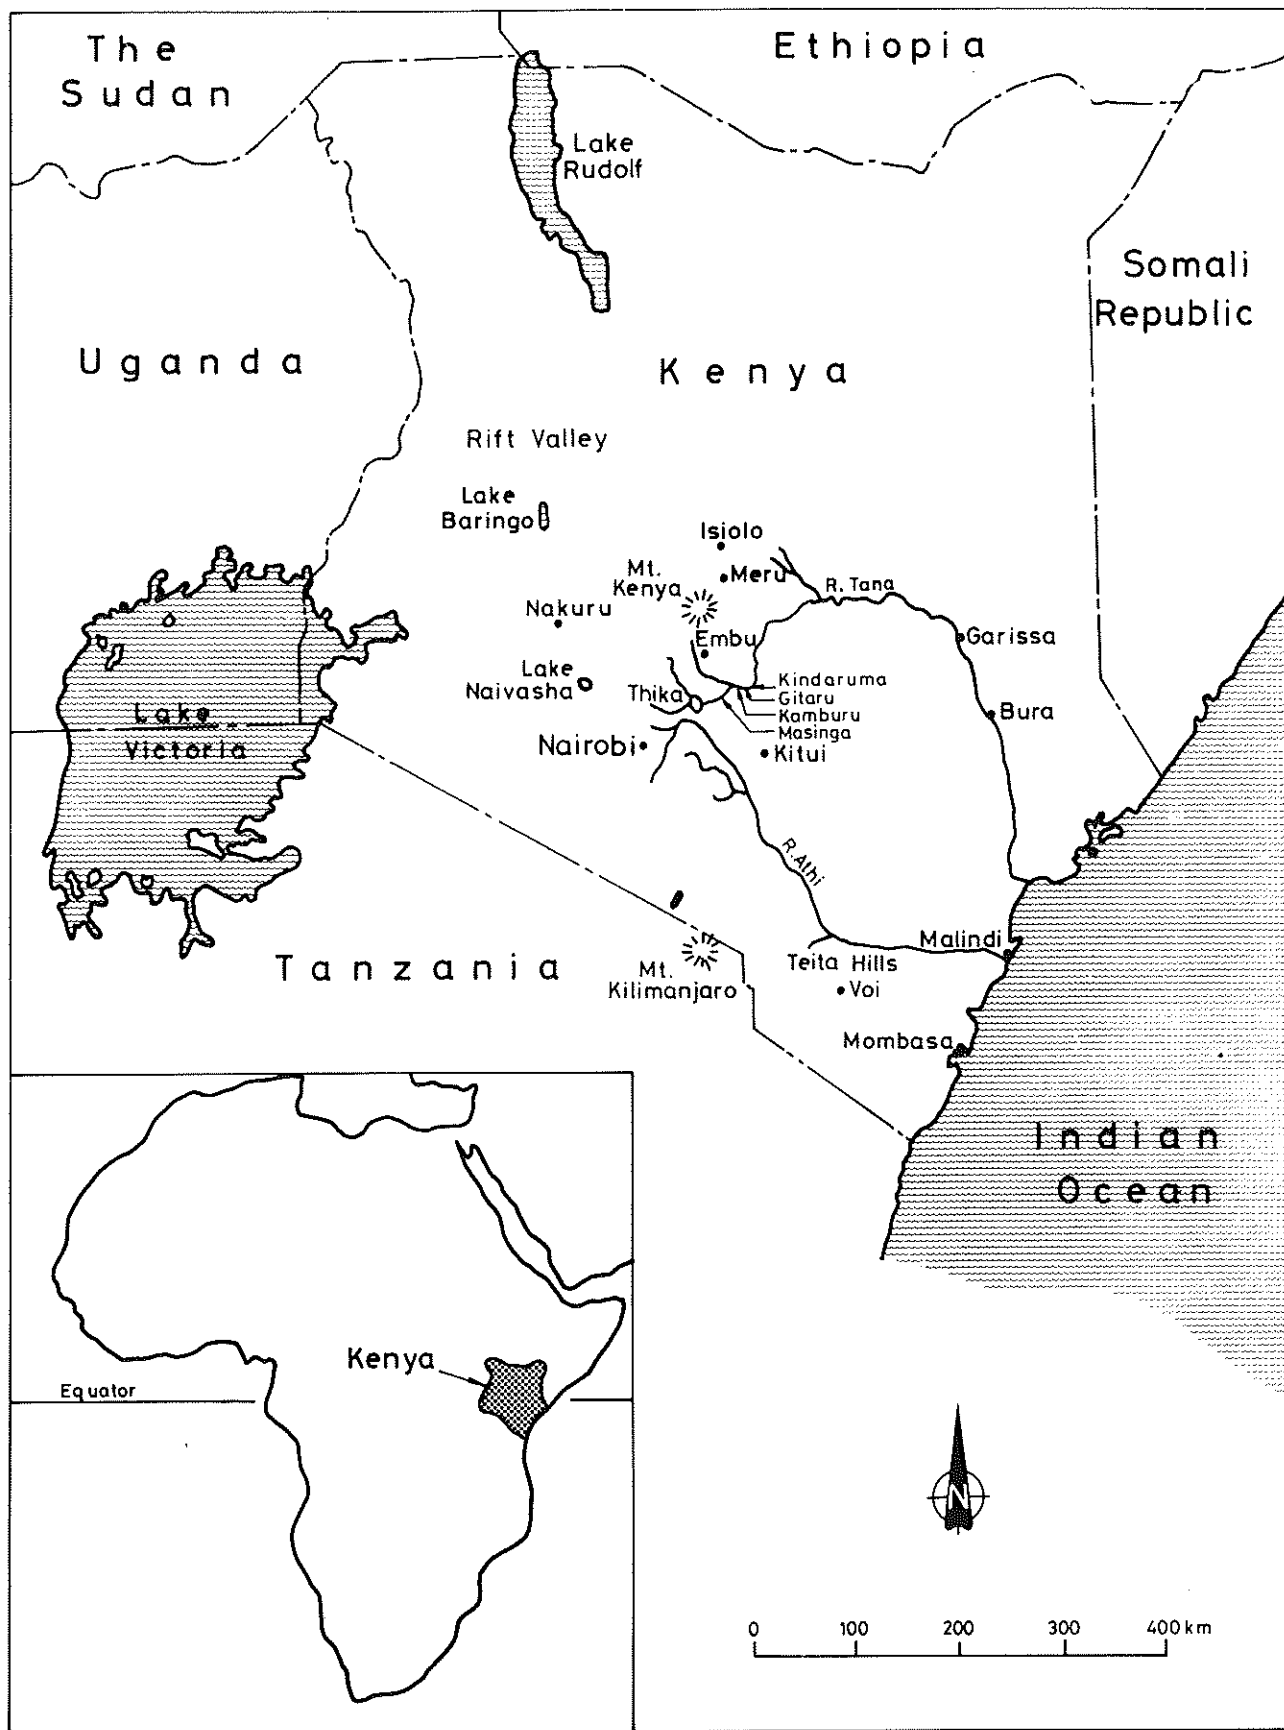 The
Sudan
Ethiopia
Lake
Rudolf
Somali
Republic
Uganda
Kenya
Rift Valley
Lake
Baringo
Isiolo
Mt.
Kenya
Meru
R. Tana
Nakuru
Embu
Garissa
Lake
Naivasha
Thika
Kindaruma
Gitaru
Kamburu
Masinga
Bura
Lake
Victoria
Nairobi
Kitui
R. Athi
Malindi
Tanzania
Teita Hills
Mt.
Kilimanjaro
Voi
Mombasa
Indian
Ocean
Kenya
Equator
N
0 100 200 300 400 km